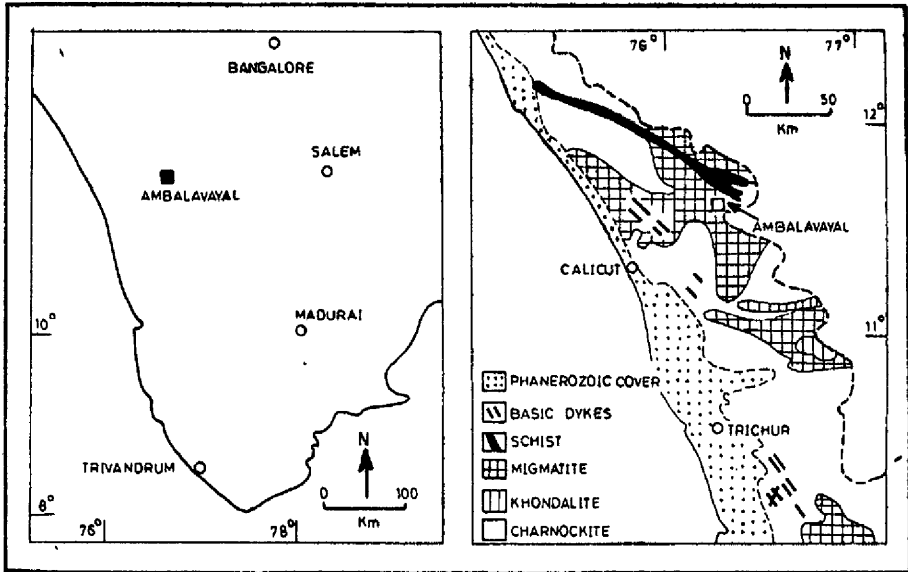 BANGALORE
SALEM
AMBALAVAYAL
10°
MADURAI
TRIVANDRUM
N
0 100
Km
8°
76° 78°
76° 77°
N
0 50
Km
12°
AMBALAVAYAL
CALICUT
11°
PHANEROZOIC COVER
BASIC DYKES
SCHIST
TRICHUR
MIGMATITE
KHONDALITE
CHARNOCKITE